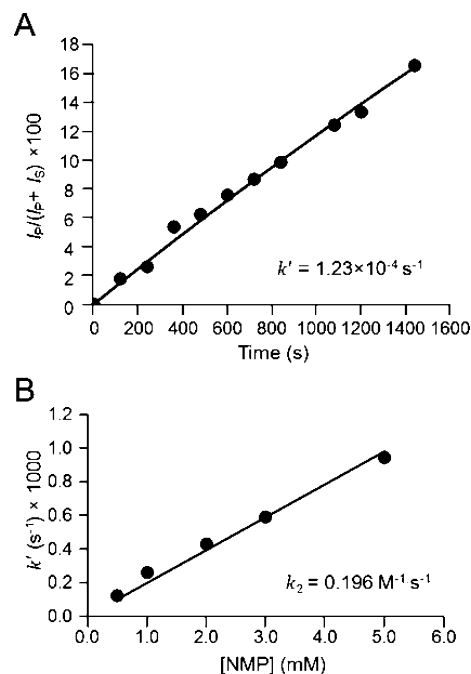 A
18
16
14
12
10
8
6
4
2
0
I_P/(I_P + I_S) ×100
k′ = 1.23×10⁻⁴ s⁻¹
0 200 400 600 800 1000 1200 1400 1600
Time (s)
B
1.2
1.0
0.8
0.6
0.4
0.2
0.0
k′ (s⁻¹) × 1000
k₂ = 0.196 M⁻¹ s⁻¹
0.0 1.0 2.0 3.0 4.0 5.0 6.0
[NMP] (mM)